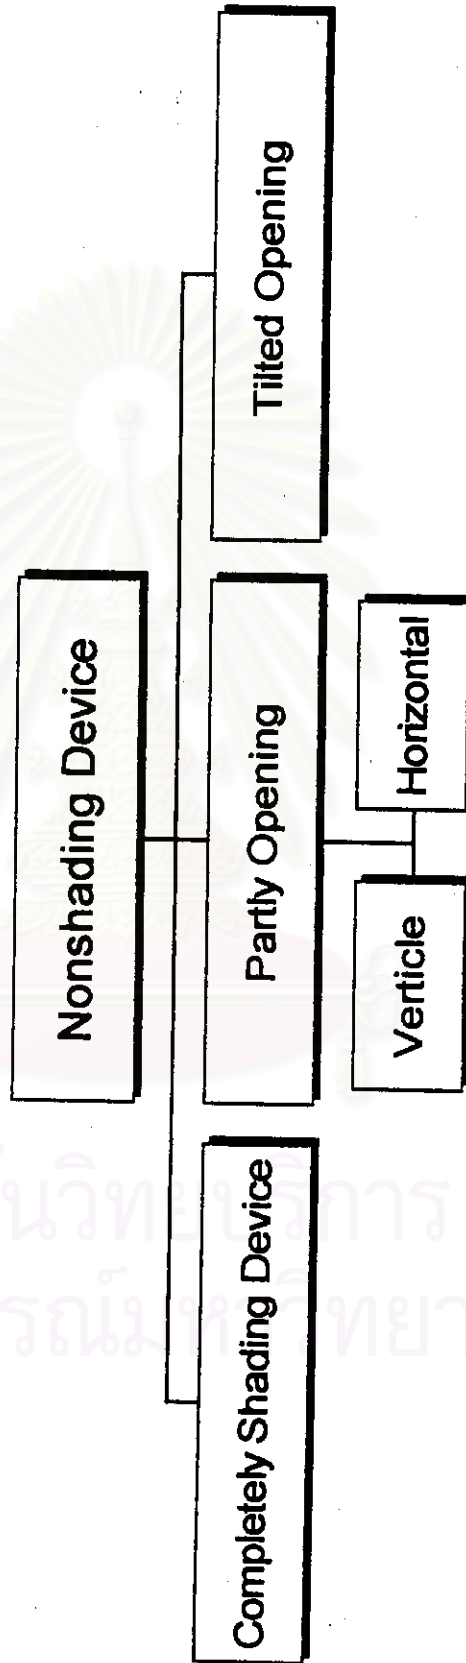 Nonshading Device
Completely Shading Device
Partly Opening
Tilted Opening
Verticle
Horizontal